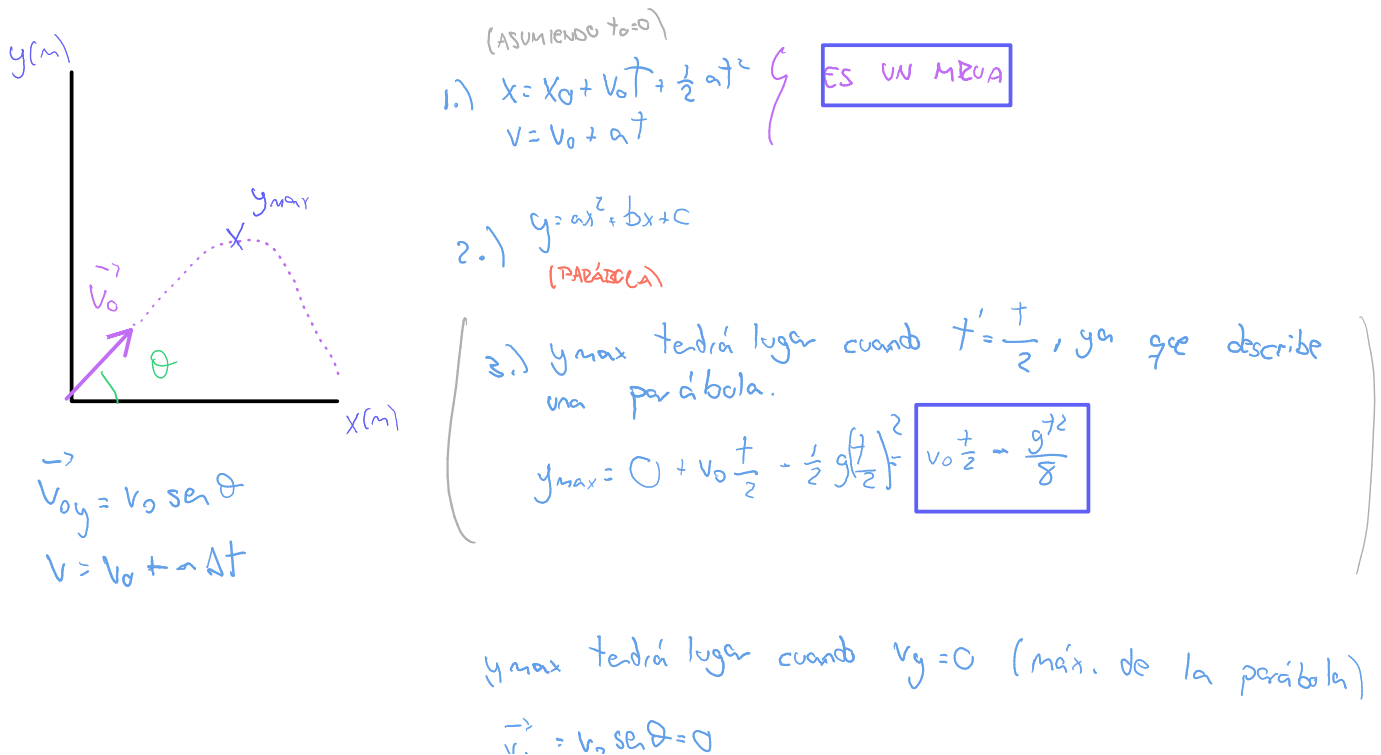 y(m)
ymax
V₀
θ
x(m)
V₀y = v₀ sen θ
V = V₀ + a Δt
(ASUMIENDO t₀=0)
1.) x = x₀ + v₀t + 1/2 at²
v = v₀ + at
ES UN MRUA
2.) y = ax² + bx + c
(PARÁBOLA)
3.) ymax tendrá lugar cuando t' = t/2, ya que describe
una parábola.
ymax = 0 + v₀ t/2 - 1/2 g(t/2)² = v₀ t/2 - gt²/8
ymax tendrá lugar cuando vy = 0 (máx. de la parábola)
= v₀ sen θ = 0